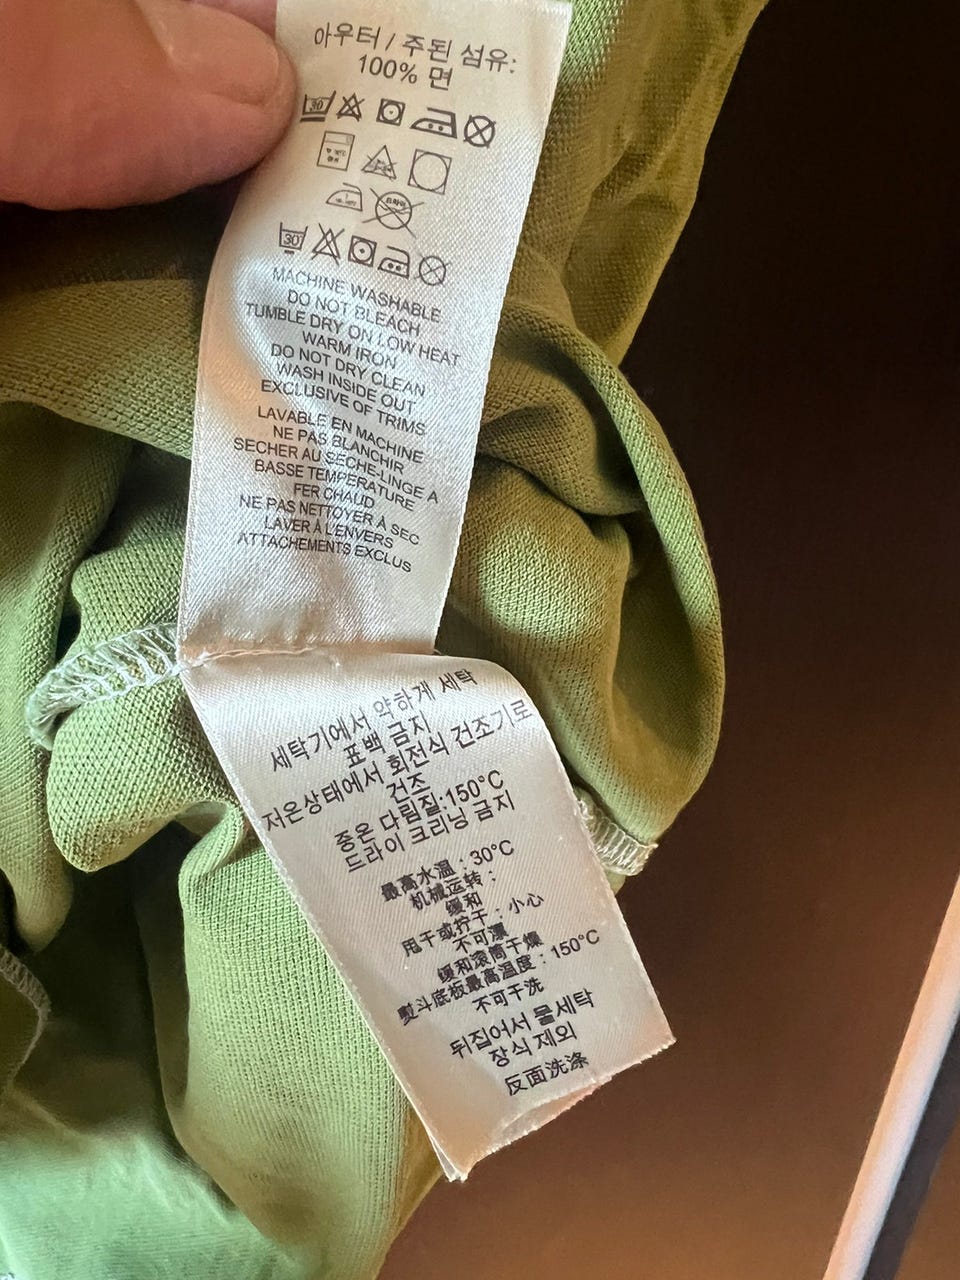 아우터 / 주된 섬유:
100% 면
30
30
MACHINE WASHABLE
DO NOT BLEACH
TUMBLE DRY ON LOW HEAT
WARM IRON
DO NOT DRY CLEAN
WASH INSIDE OUT
EXCLUSIVE OF TRIMS
LAVABLE EN MACHINE
NE PAS BLANCHIR
SECHER AU SECHE-LINGE A
BASSE TEMPERATURE
FER CHAUD
NE PAS NETTOYER À SEC
LAVER À L'ENVERS
ATTACHEMENTS EXCLUS
세탁기에서 약하게 세탁
표백 금지
저온상태에서 회전식 건조기로
건조
중온 다림질:150°C
드라이 크리닝 금지
最高水温 : 30°C
机械运转 :
缓和
甩干或拧干 : 小心
不可漂
缓和滚筒干燥
熨斗底板最高温度 : 150°C
不可干洗
뒤집어서 물세탁
장식 제외
反面洗涤